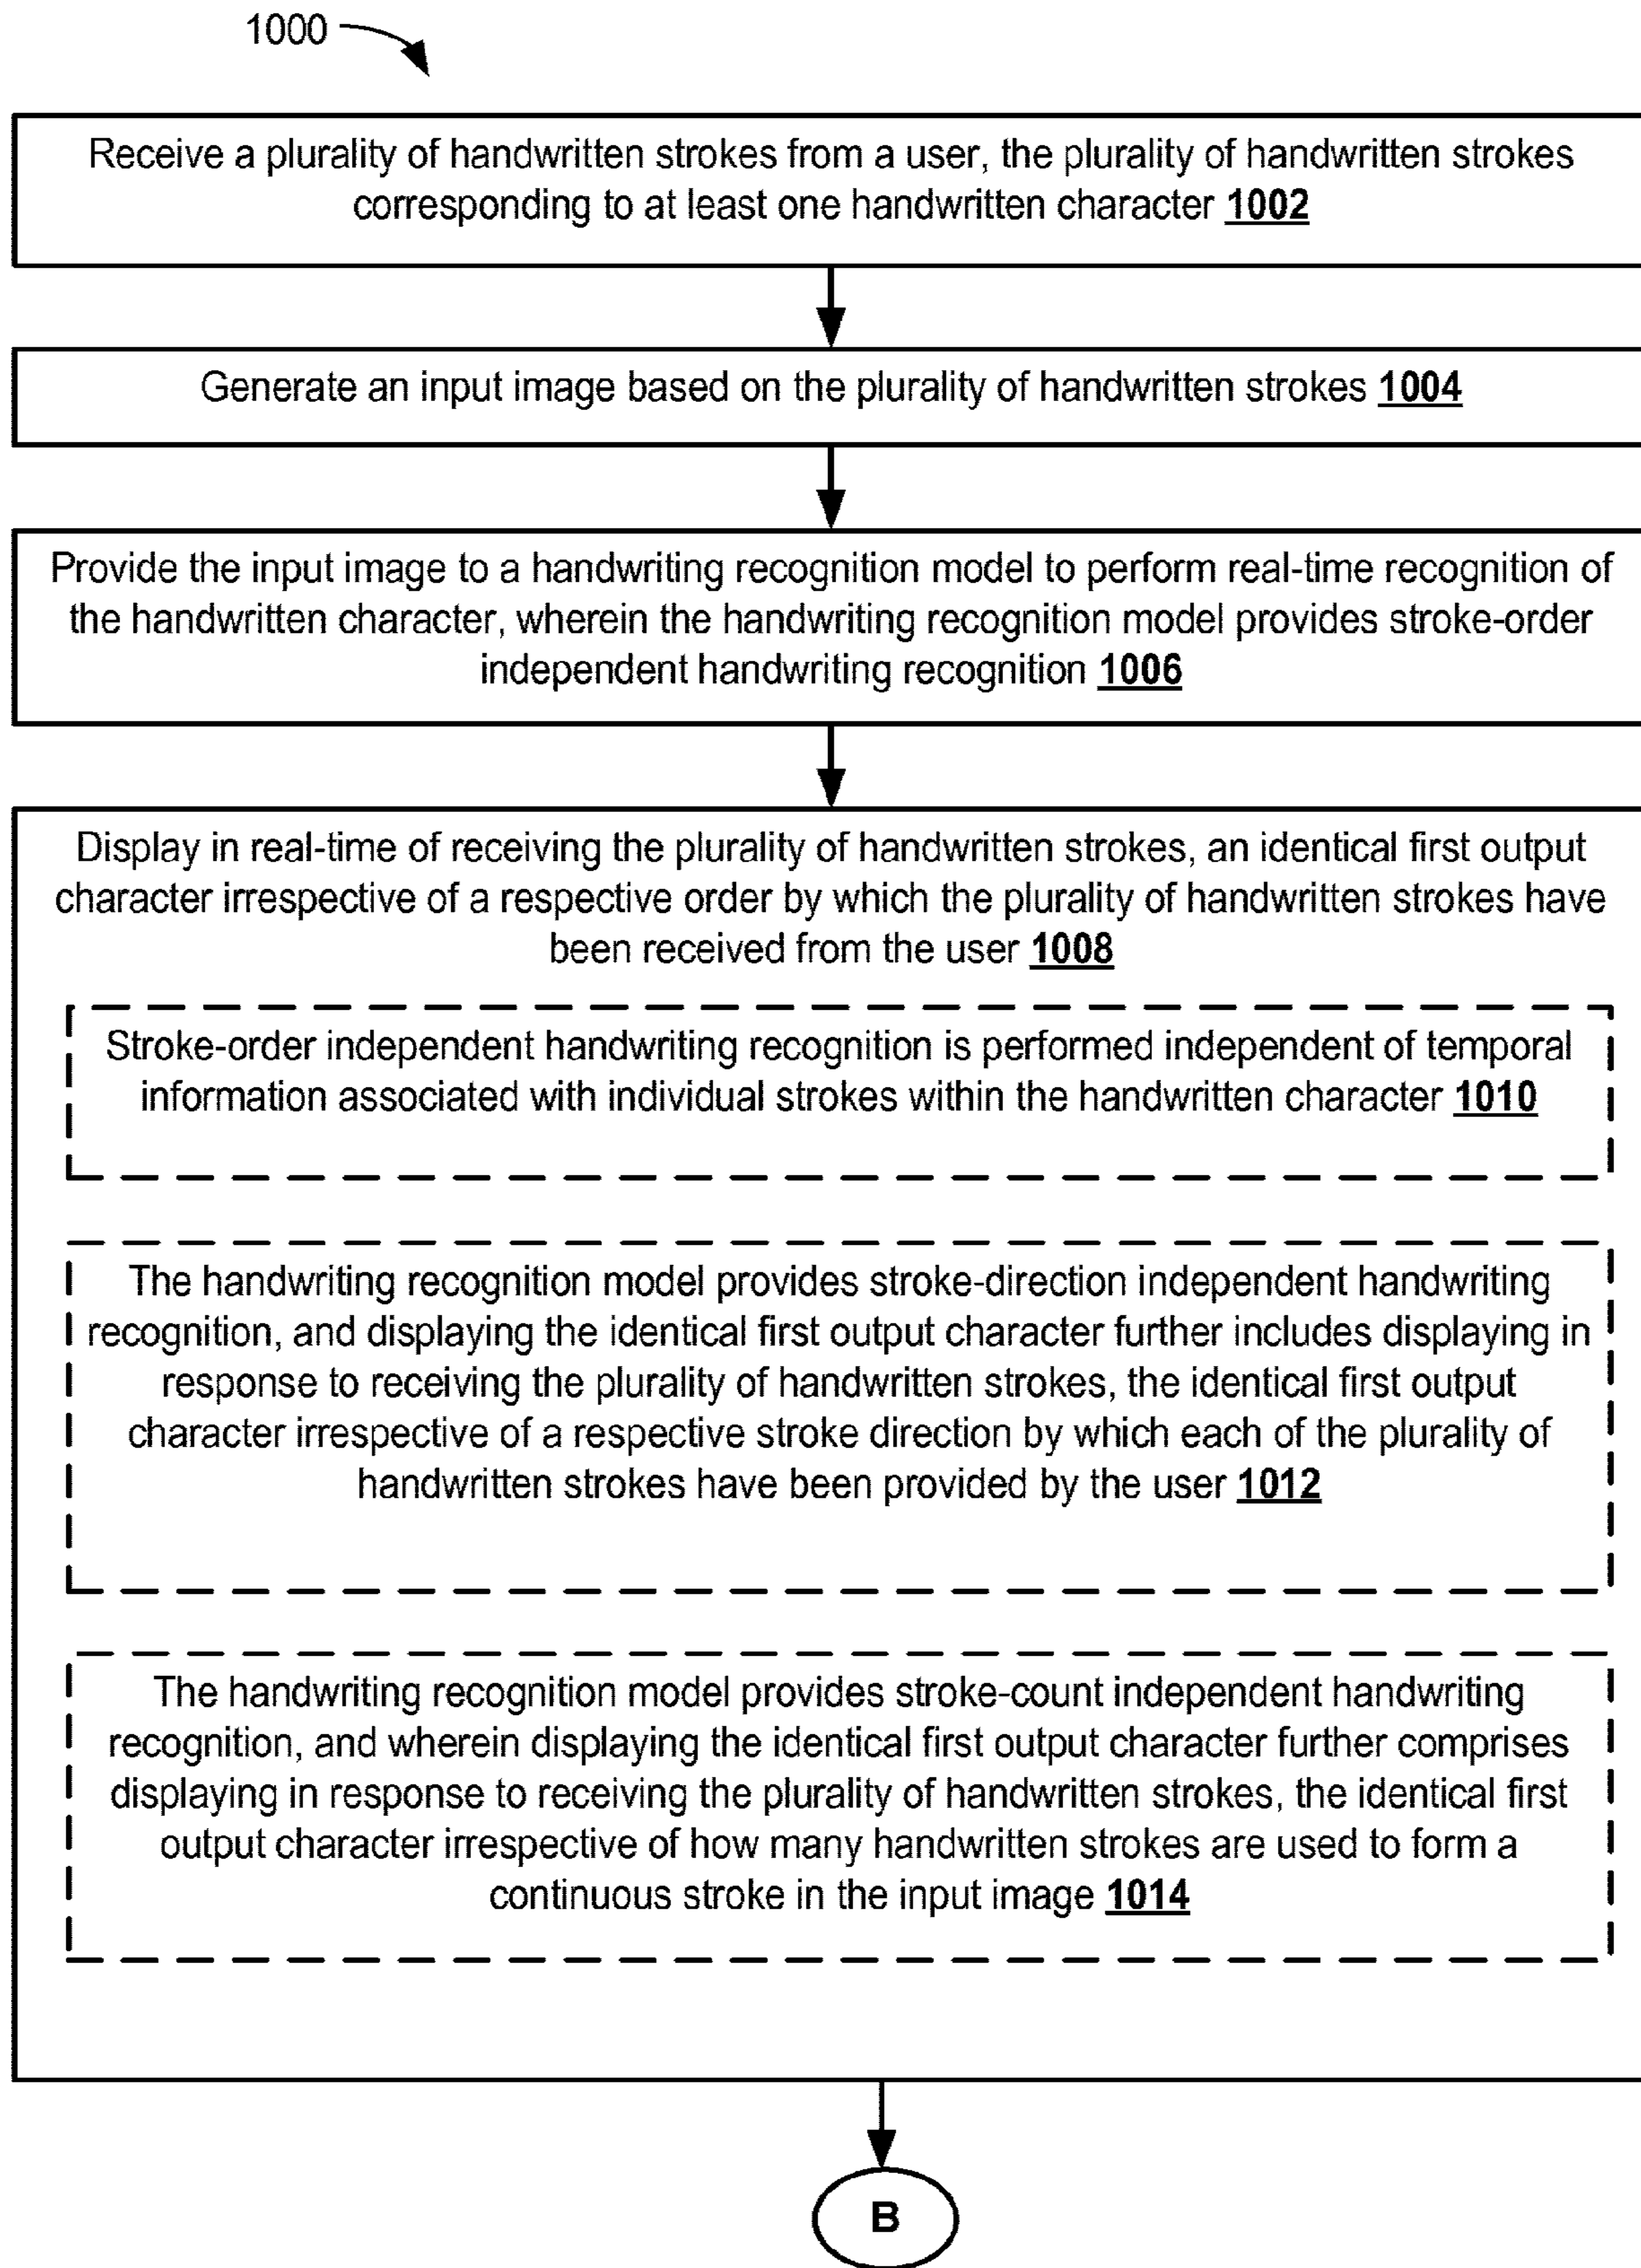 1000
Receive a plurality of handwritten strokes from a user, the plurality of handwritten strokes
corresponding to at least one handwritten character 1002
Generate an input image based on the plurality of handwritten strokes 1004
Provide the input image to a handwriting recognition model to perform real-time recognition of
the handwritten character, wherein the handwriting recognition model provides stroke-order
independent handwriting recognition 1006
Display in real-time of receiving the plurality of handwritten strokes, an identical first output
character irrespective of a respective order by which the plurality of handwritten strokes have
been received from the user 1008
Stroke-order independent handwriting recognition is performed independent of temporal
information associated with individual strokes within the handwritten character 1010
The handwriting recognition model provides stroke-direction independent handwriting
recognition, and displaying the identical first output character further includes displaying in
response to receiving the plurality of handwritten strokes, the identical first output
character irrespective of a respective stroke direction by which each of the plurality of
handwritten strokes have been provided by the user 1012
The handwriting recognition model provides stroke-count independent handwriting
recognition, and wherein displaying the identical first output character further comprises
displaying in response to receiving the plurality of handwritten strokes, the identical first
output character irrespective of how many handwritten strokes are used to form a
continuous stroke in the input image 1014
B